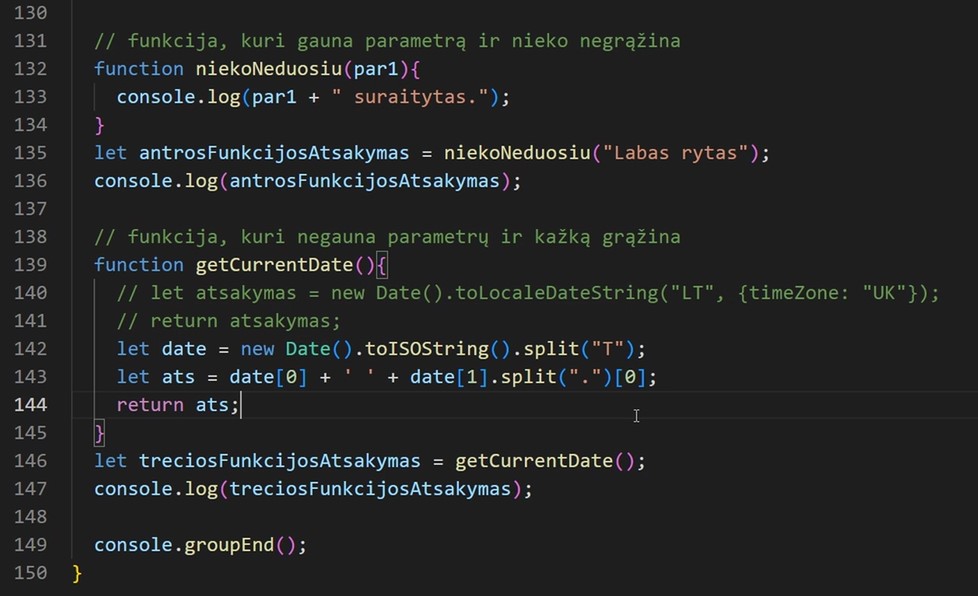 130
131 // funkcija, kuri gauna parametrą ir nieko negrąžina
132 function niekoNeduosiu(par1){
133 console.log(par1 + " suraitytas.");
134 }
135 let antrosFunkcijosAtsakymas = niekoNeduosiu("Labas rytas");
136 console.log(antrosFunkcijosAtsakymas);
137
138 // funkcija, kuri negauna parametrų ir kažką grąžina
139 function getCurrentDate(){
140 // let atsakymas = new Date().toLocaleDateString("LT", {timeZone: "UK"});
141 // return atsakymas;
142 let date = new Date().toISOString().split("T");
143 let ats = date[0] + ' ' + date[1].split(".")[0];
144 return ats;
145 }
146 let treciosFunkcijosAtsakymas = getCurrentDate();
147 console.log(treciosFunkcijosAtsakymas);
148
149 console.groupEnd();
150 }